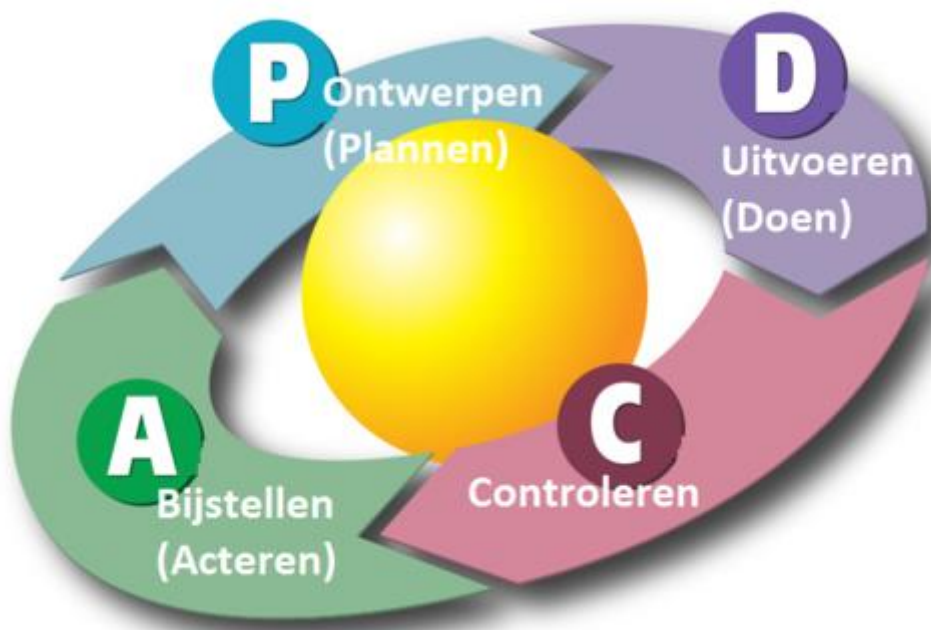 P
Ontwerpen
(Plannen)
D
Uitvoeren
(Doen)
C
Controleren
A
Bijstellen
(Acteren)